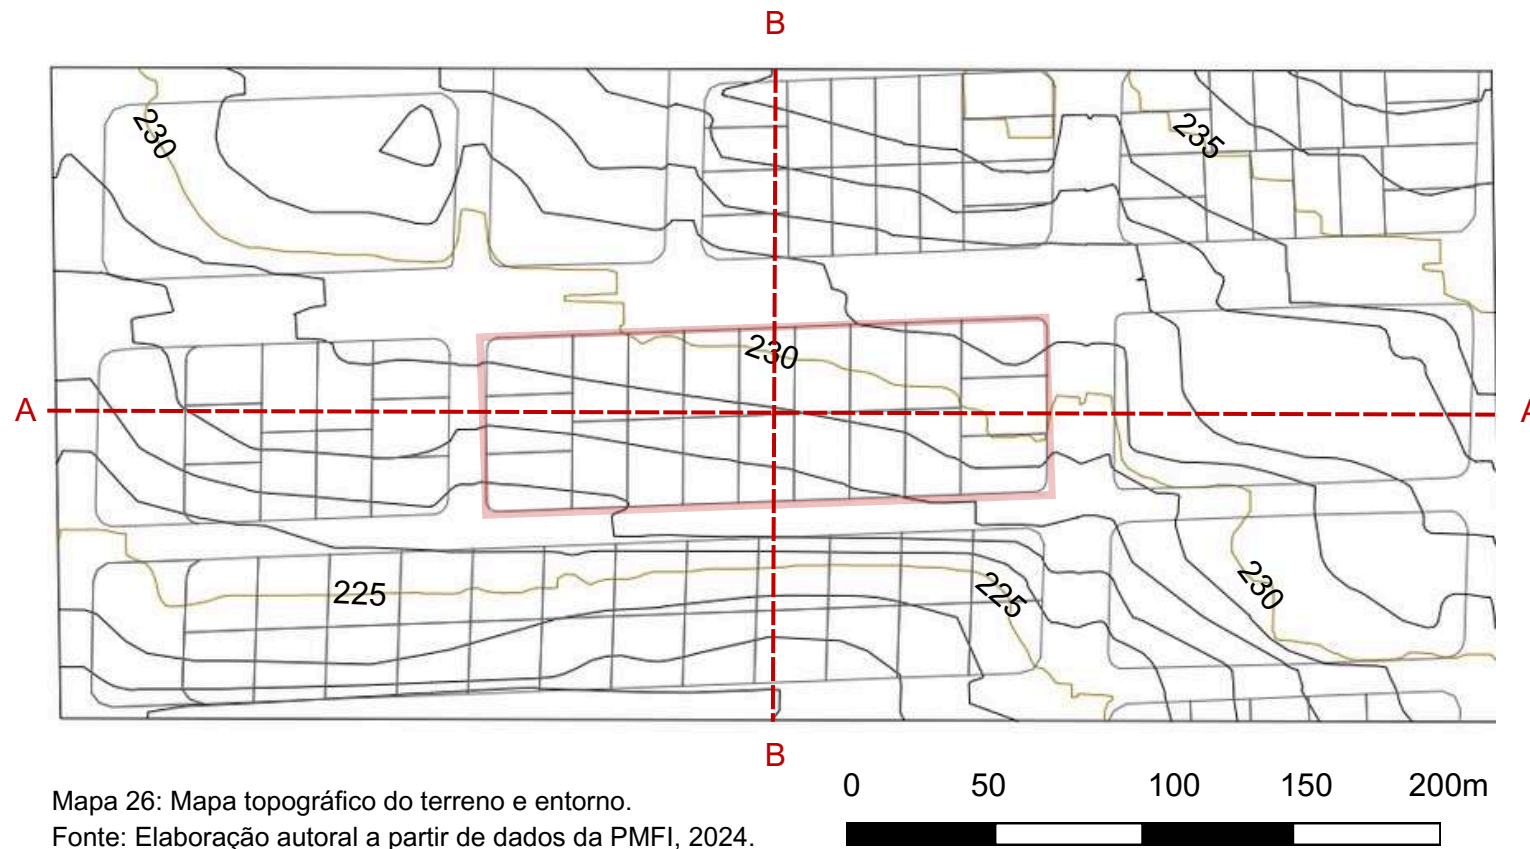 B
230
235
230
A
A
225
225
230
B
0 50 100 150 200m
Mapa 26: Mapa topográfico do terreno e entorno.
Fonte: Elaboração autoral a partir de dados da PMFI, 2024.